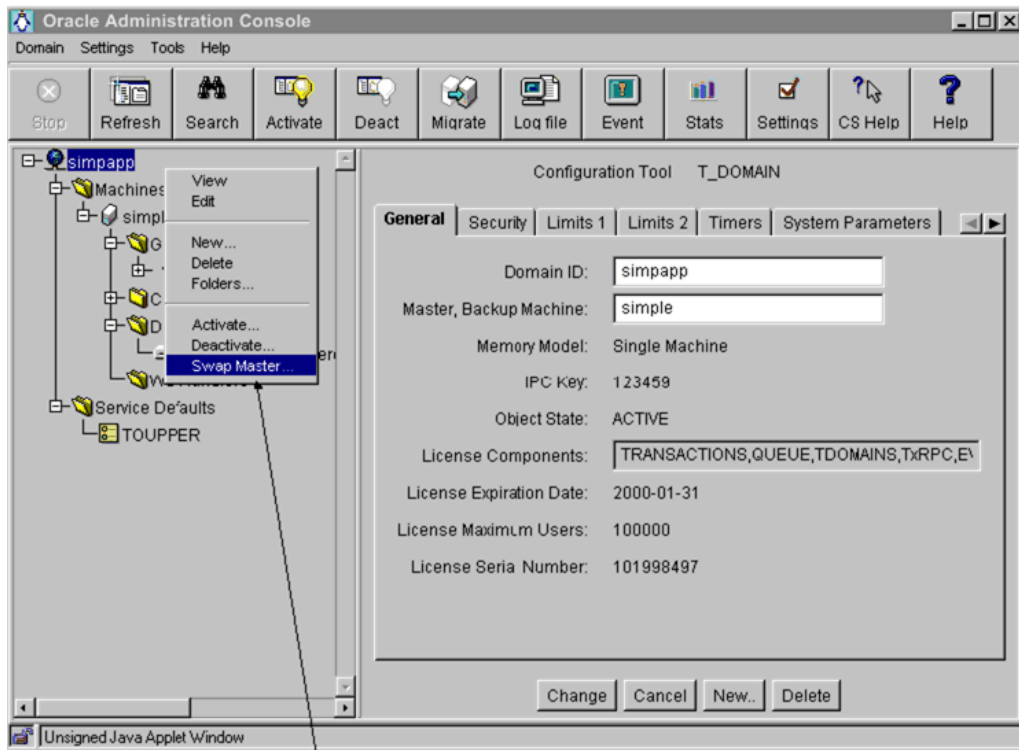 Oracle Administration Console
Domain Settings Tools Help
Stop Refresh Search Activate Deact Migrate Log file Event Stats Settings CS Help Help
simpapp
Machines
simpl
G
C
D
Service Defaults
TOUPPER
View
Edit
New...
Delete
Folders...
Activate...
Deactivate...
Swap Master...
Configuration Tool T_DOMAIN
General Security Limits 1 Limits 2 Timers System Parameters
Domain ID: simpapp
Master, Backup Machine: simple
Memory Model: Single Machine
IPC Key: 123459
Object State: ACTIVE
License Components: TRANSACTIONS,QUEUE,TDOMAINS,TxRPC,E\
License Expiration Date: 2000-01-31
License Maximum Users: 100000
License Seria Number: 101998497
Change Cancel New.. Delete
Unsigned Java Applet Window